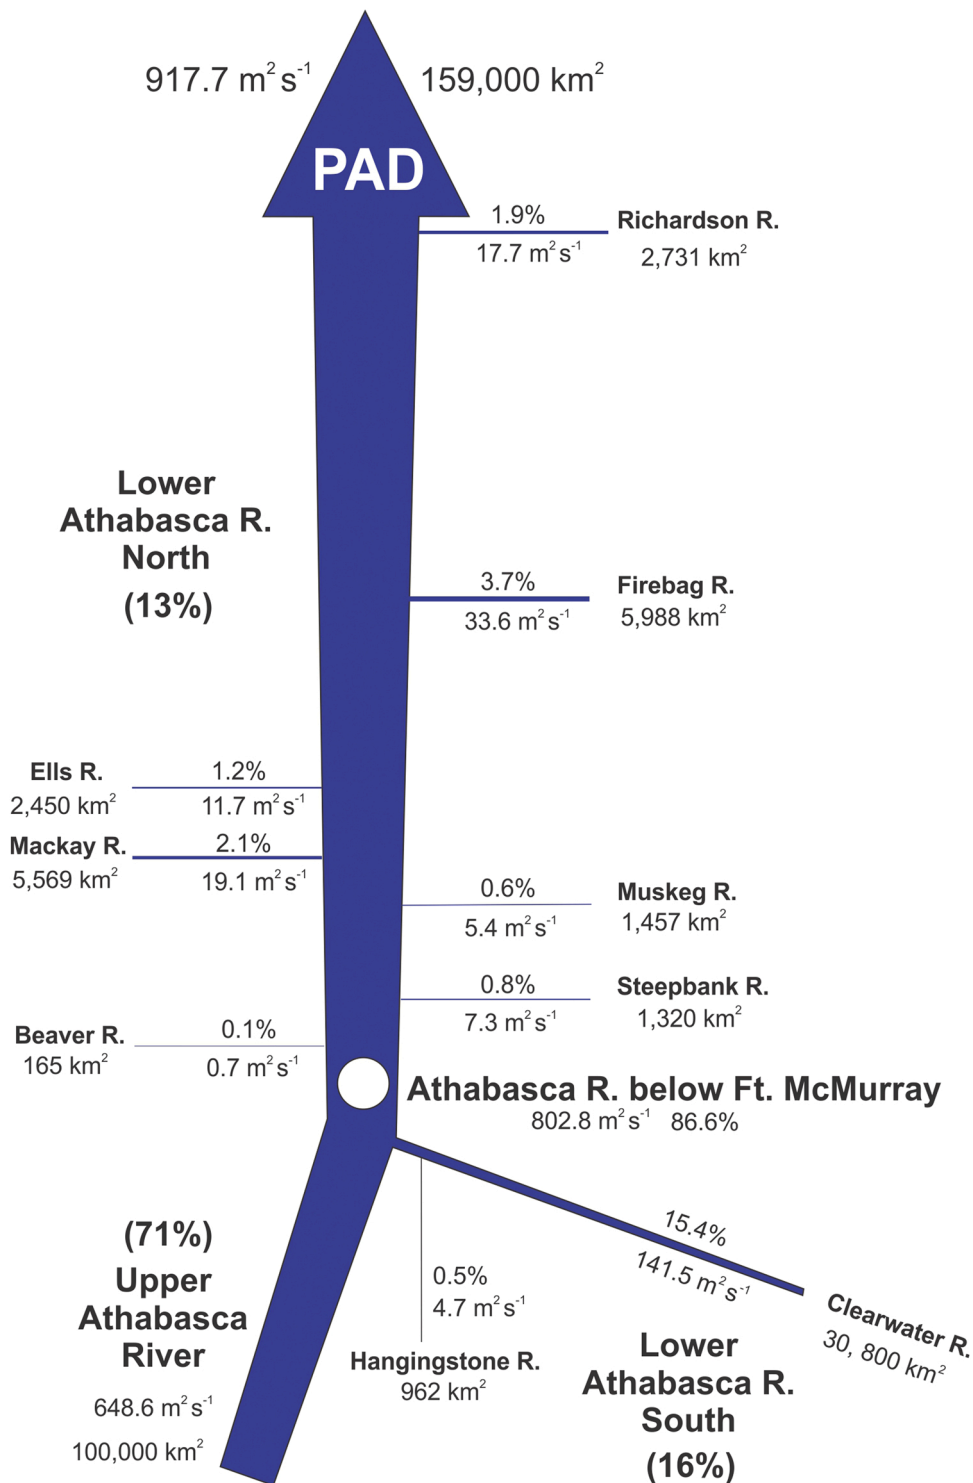 917.7 m² s⁻¹
159,000 km²
PAD
1.9%
Richardson R.
17.7 m² s⁻¹
2,731 km²
Lower
Athabasca R.
North
(13%)
3.7%
Firebag R.
33.6 m² s⁻¹
5,988 km²
Ells R.
1.2%
2,450 km²
11.7 m² s⁻¹
Mackay R.
2.1%
5,569 km²
19.1 m² s⁻¹
0.6%
Muskeg R.
5.4 m² s⁻¹
1,457 km²
0.8%
Steepbank R.
7.3 m² s⁻¹
1,320 km²
Beaver R.
0.1%
165 km²
0.7 m² s⁻¹
Athabasca R. below Ft. McMurray
802.8 m² s⁻¹ 86.6%
(71%)
Upper
Athabasca
River
648.6 m² s⁻¹
100,000 km²
0.5%
4.7 m² s⁻¹
Hangingstone R.
962 km²
15.4%
141.5 m² s⁻¹
Clearwater R.
30, 800 km²
Lower
Athabasca R.
South
(16%)